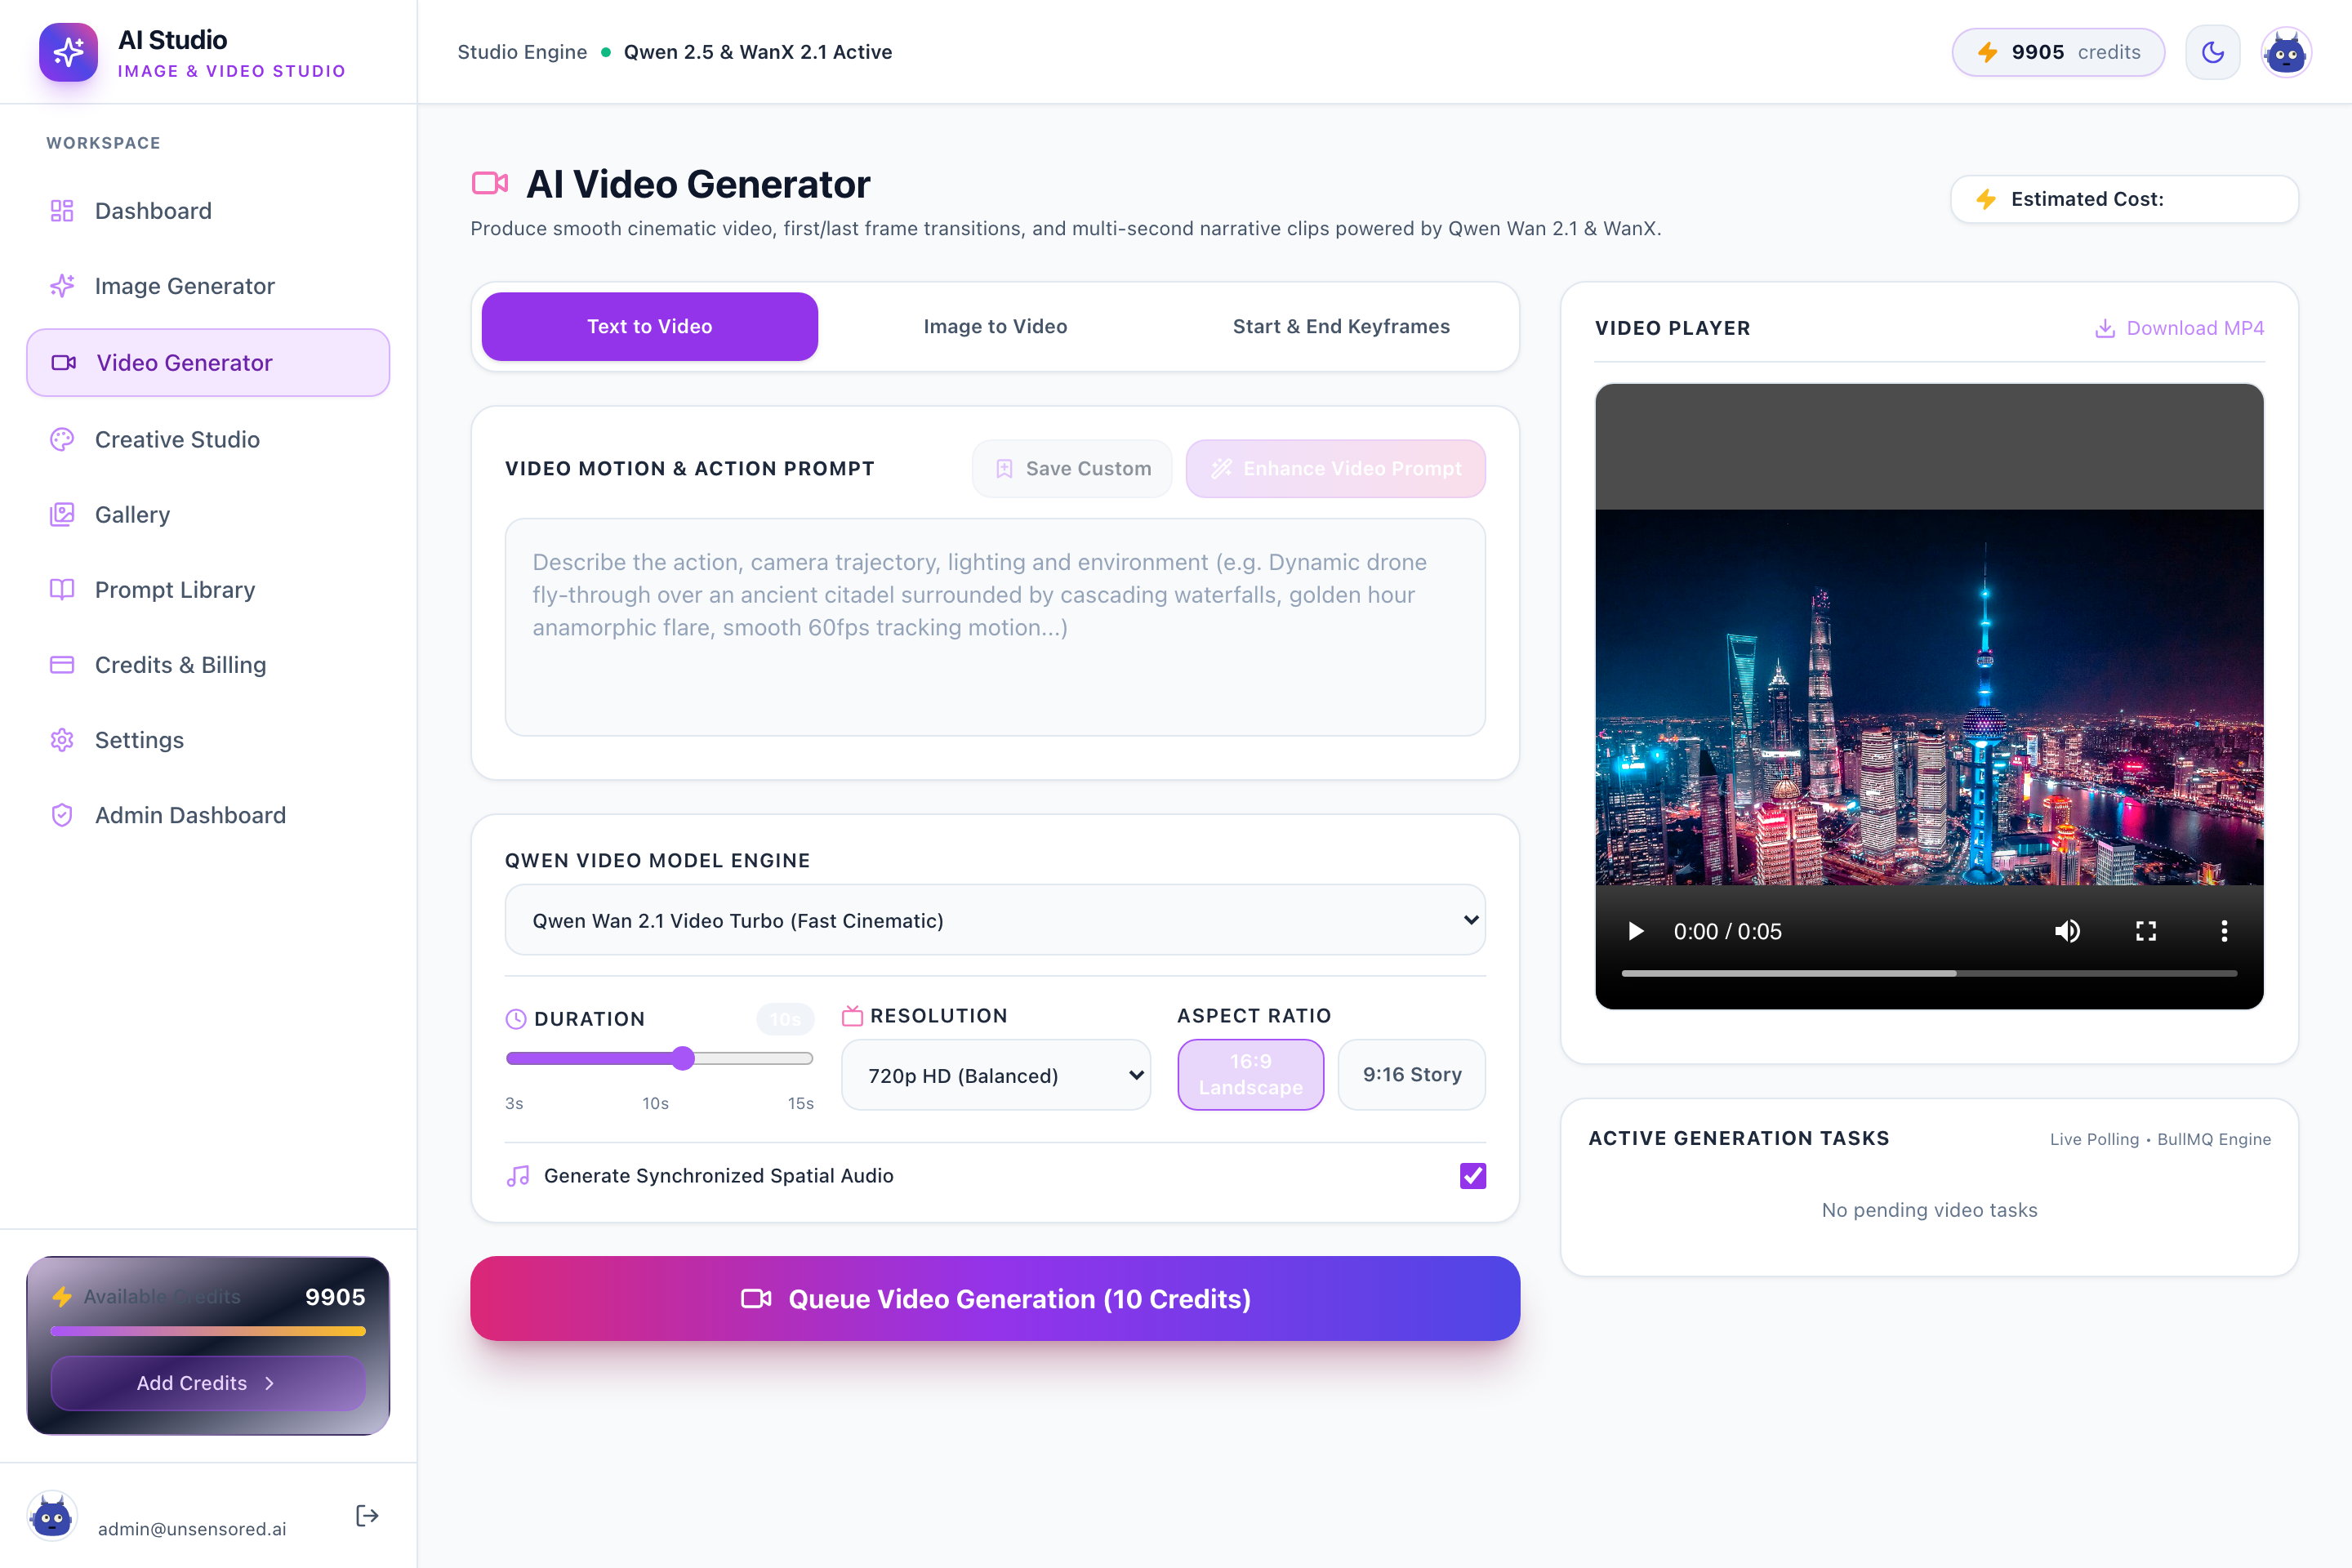 AI Studio
IMAGE & VIDEO STUDIO
Studio Engine
Qwen 2.5 & WanX 2.1 Active
9905 credits
WORKSPACE
Dashboard
Image Generator
Video Generator
Creative Studio
Gallery
Prompt Library
Credits & Billing
Settings
Admin Dashboard
Available Credits 9905
Add Credits
admin@unsensored.ai
AI Video Generator
Produce smooth cinematic video, first/last frame transitions, and multi-second narrative clips powered by Qwen Wan 2.1 & WanX.
Estimated Cost:
Text to Video
Image to Video
Start & End Keyframes
VIDEO MOTION & ACTION PROMPT
Save Custom
Enhance Video Prompt
Describe the action, camera trajectory, lighting and environment (e.g. Dynamic drone
fly-through over an ancient citadel surrounded by cascading waterfalls, golden hour
anamorphic flare, smooth 60fps tracking motion...)
QWEN VIDEO MODEL ENGINE
Qwen Wan 2.1 Video Turbo (Fast Cinematic)
DURATION
10s
3s
10s
15s
RESOLUTION
720p HD (Balanced)
ASPECT RATIO
16:9
Landscape
9:16 Story
Generate Synchronized Spatial Audio
Queue Video Generation (10 Credits)
VIDEO PLAYER
Download MP4
0:00 / 0:05
ACTIVE GENERATION TASKS
Live Polling • BullMQ Engine
No pending video tasks